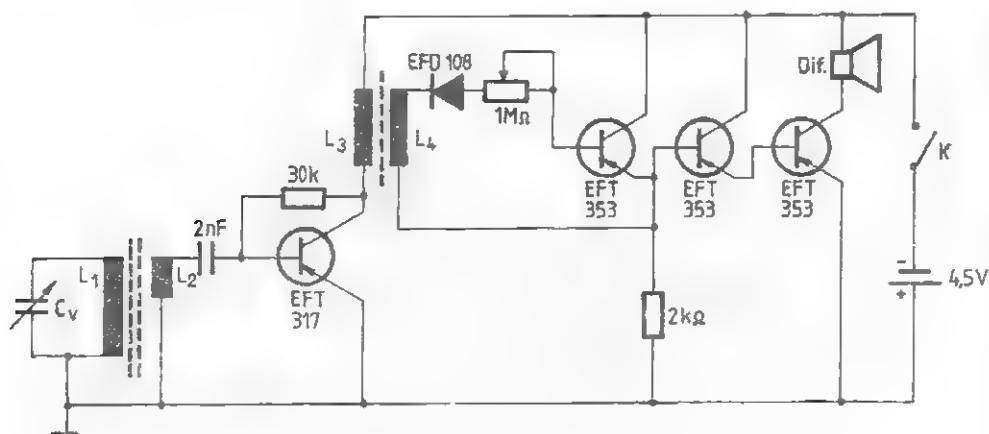 EFD 108
1MΩ
Dif.
L3
L4
K
30k
EFT
353
EFT
353
EFT
353
2nF
L1
L2
EFT
317
Cv
2kΩ
-
+
4,5V